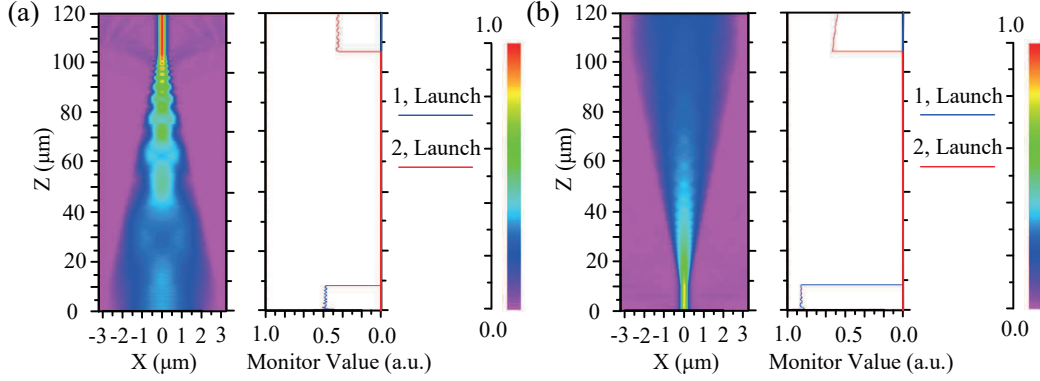 (a)
120
100
80
60
40
20
0
Z (μm)
-3 -2 -1 0 1 2 3
X (μm)
1.0 0.5 0.0
Monitor Value (a.u.)
1, Launch
2, Launch
1.0
0.0
(b)
120
100
80
60
40
20
0
Z (μm)
-3 -2 -1 0 1 2 3
X (μm)
1.0 0.5 0.0
Monitor Value (a.u.)
1, Launch
2, Launch
1.0
0.0